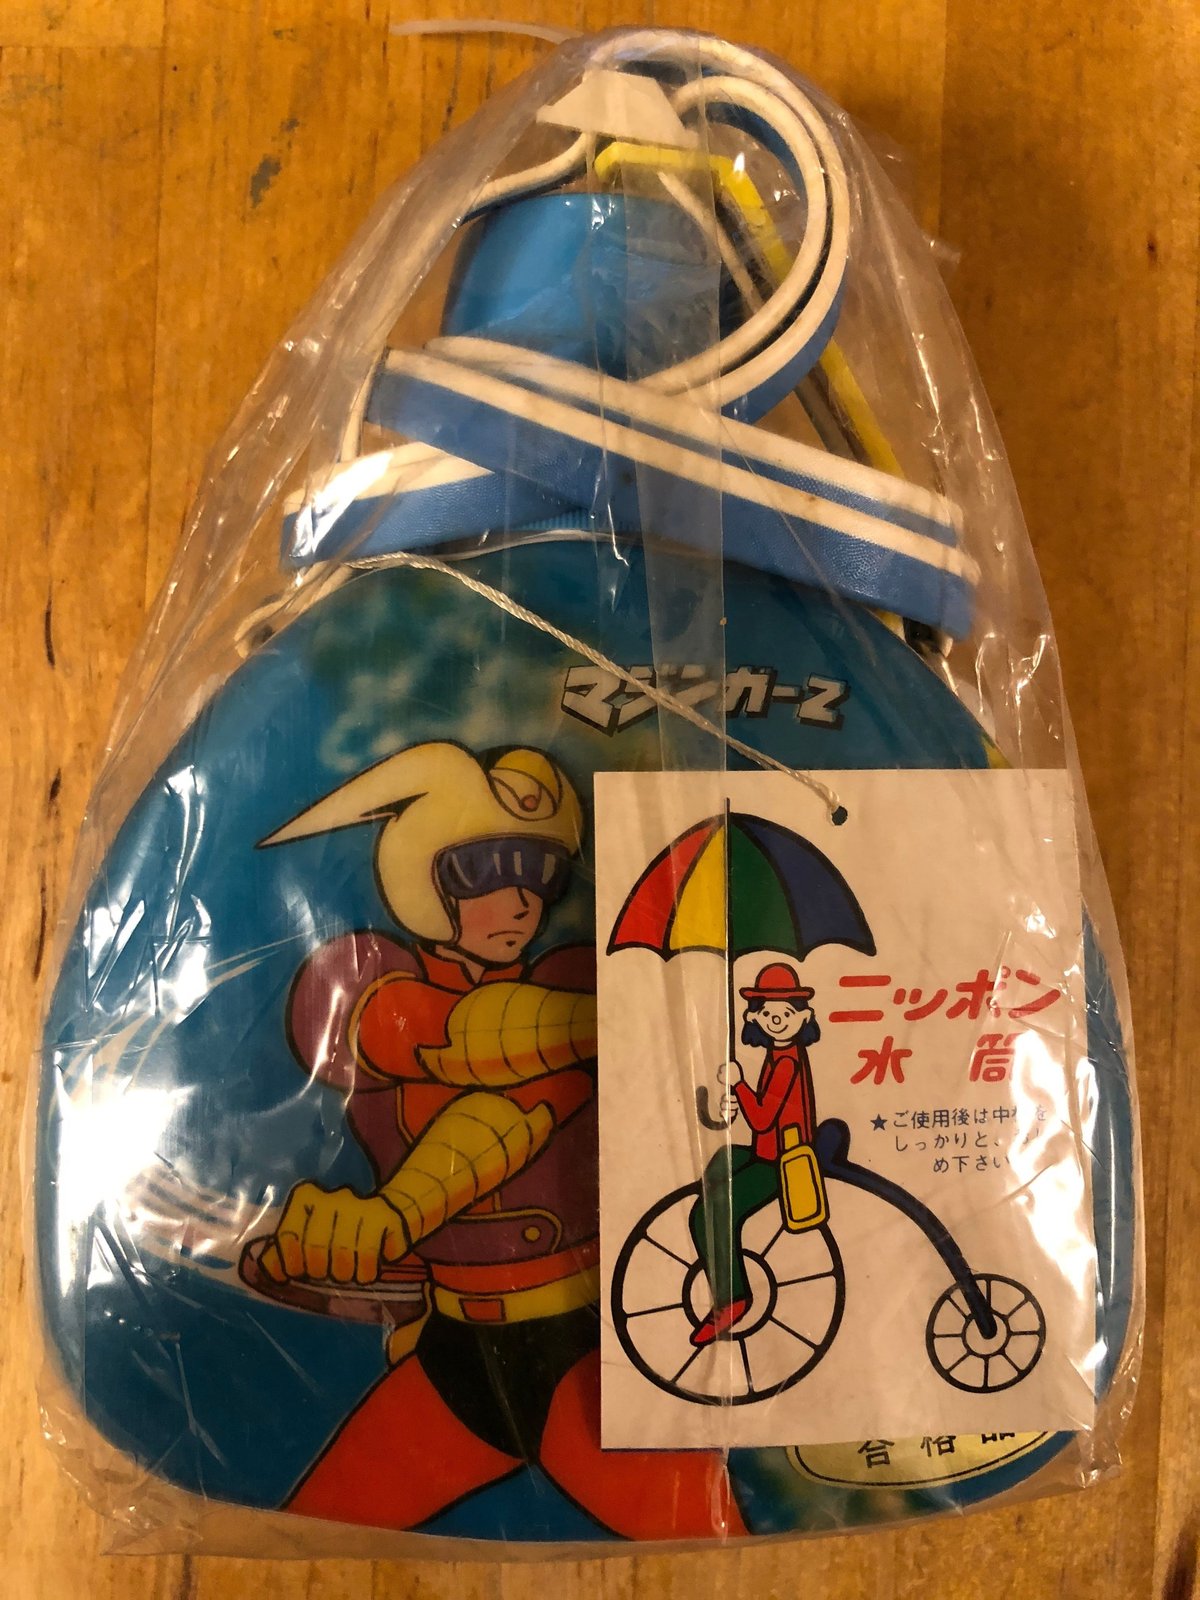 マジンガーZ
ニッポン
水筒
★ご使用後は中栓を
しっかりと、
め下さい
合格品